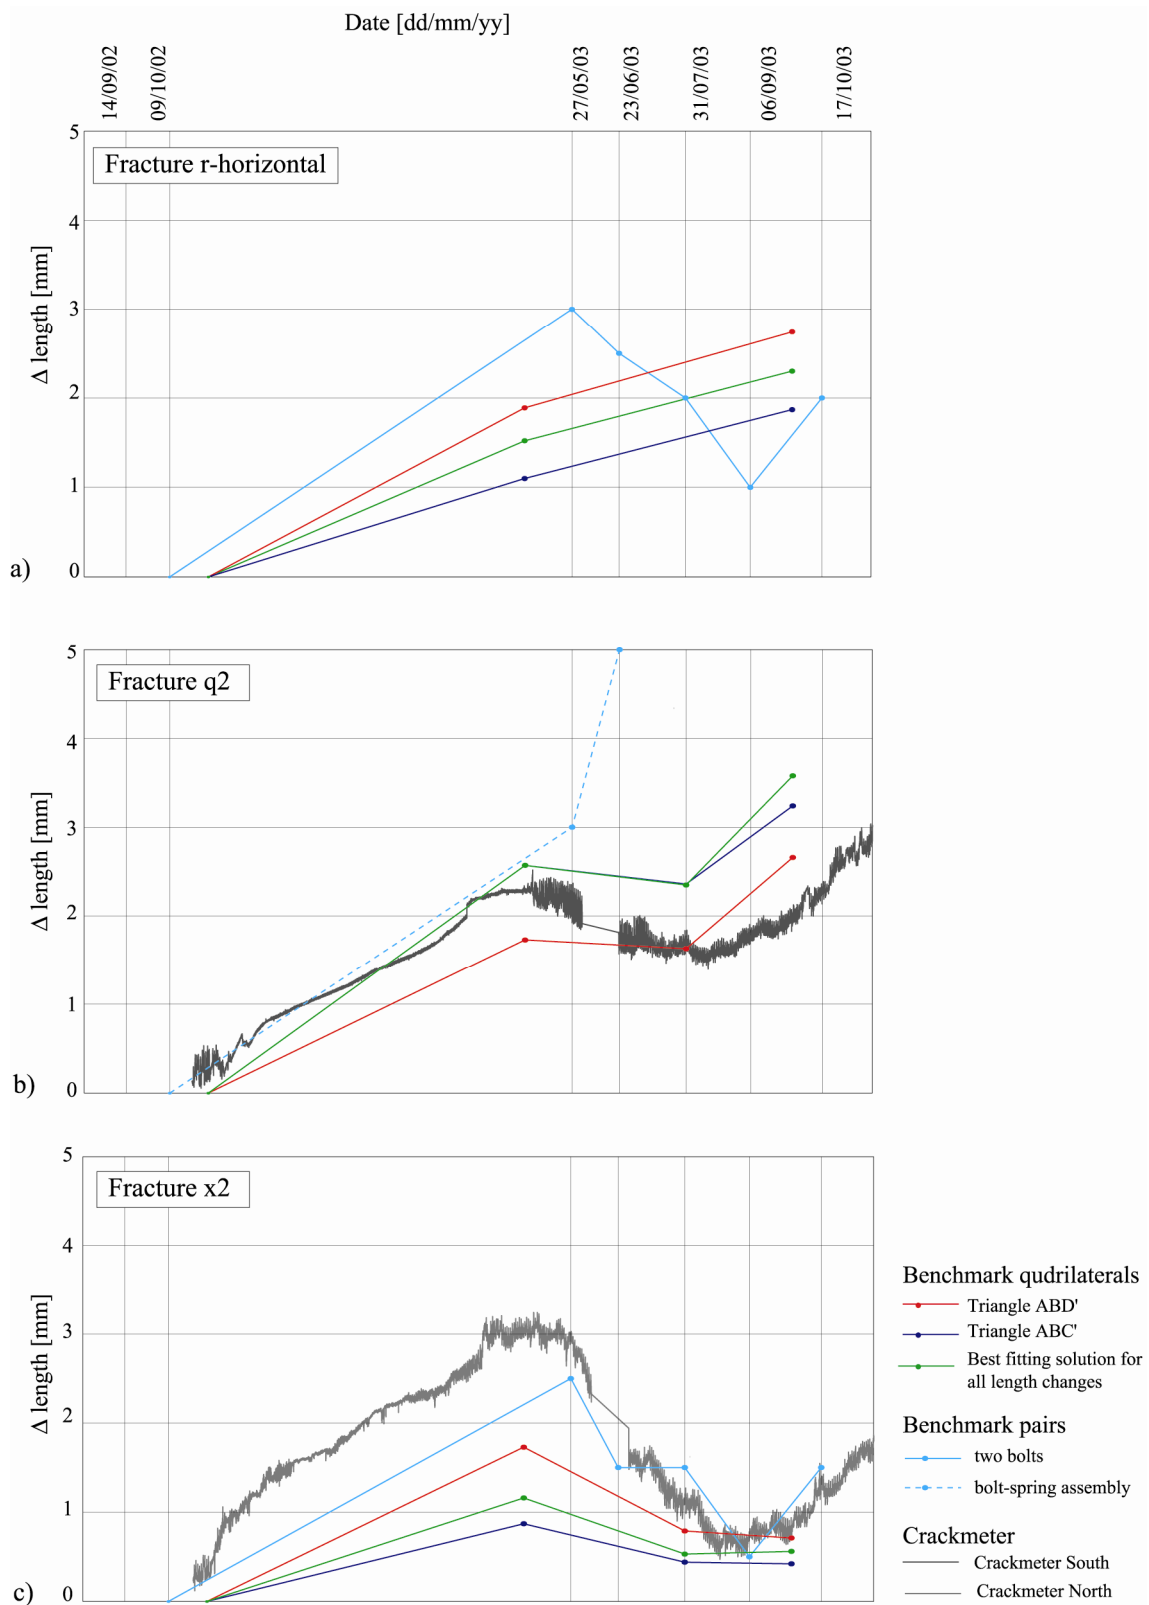 Date [dd/mm/yy]
14/09/02
09/10/02
27/05/03
23/06/03
31/07/03
06/09/03
17/10/03
5
Fracture r-horizontal
4
3
2
1
0
Δ length [mm]
a)
5
Fracture q2
4
3
2
1
0
Δ length [mm]
b)
5
Fracture x2
4
3
2
1
0
Δ length [mm]
c)
Benchmark qudrilaterals
Triangle ABD'
Triangle ABC'
Best fitting solution for
all length changes
Benchmark pairs
two bolts
bolt-spring assembly
Crackmeter
Crackmeter South
Crackmeter North